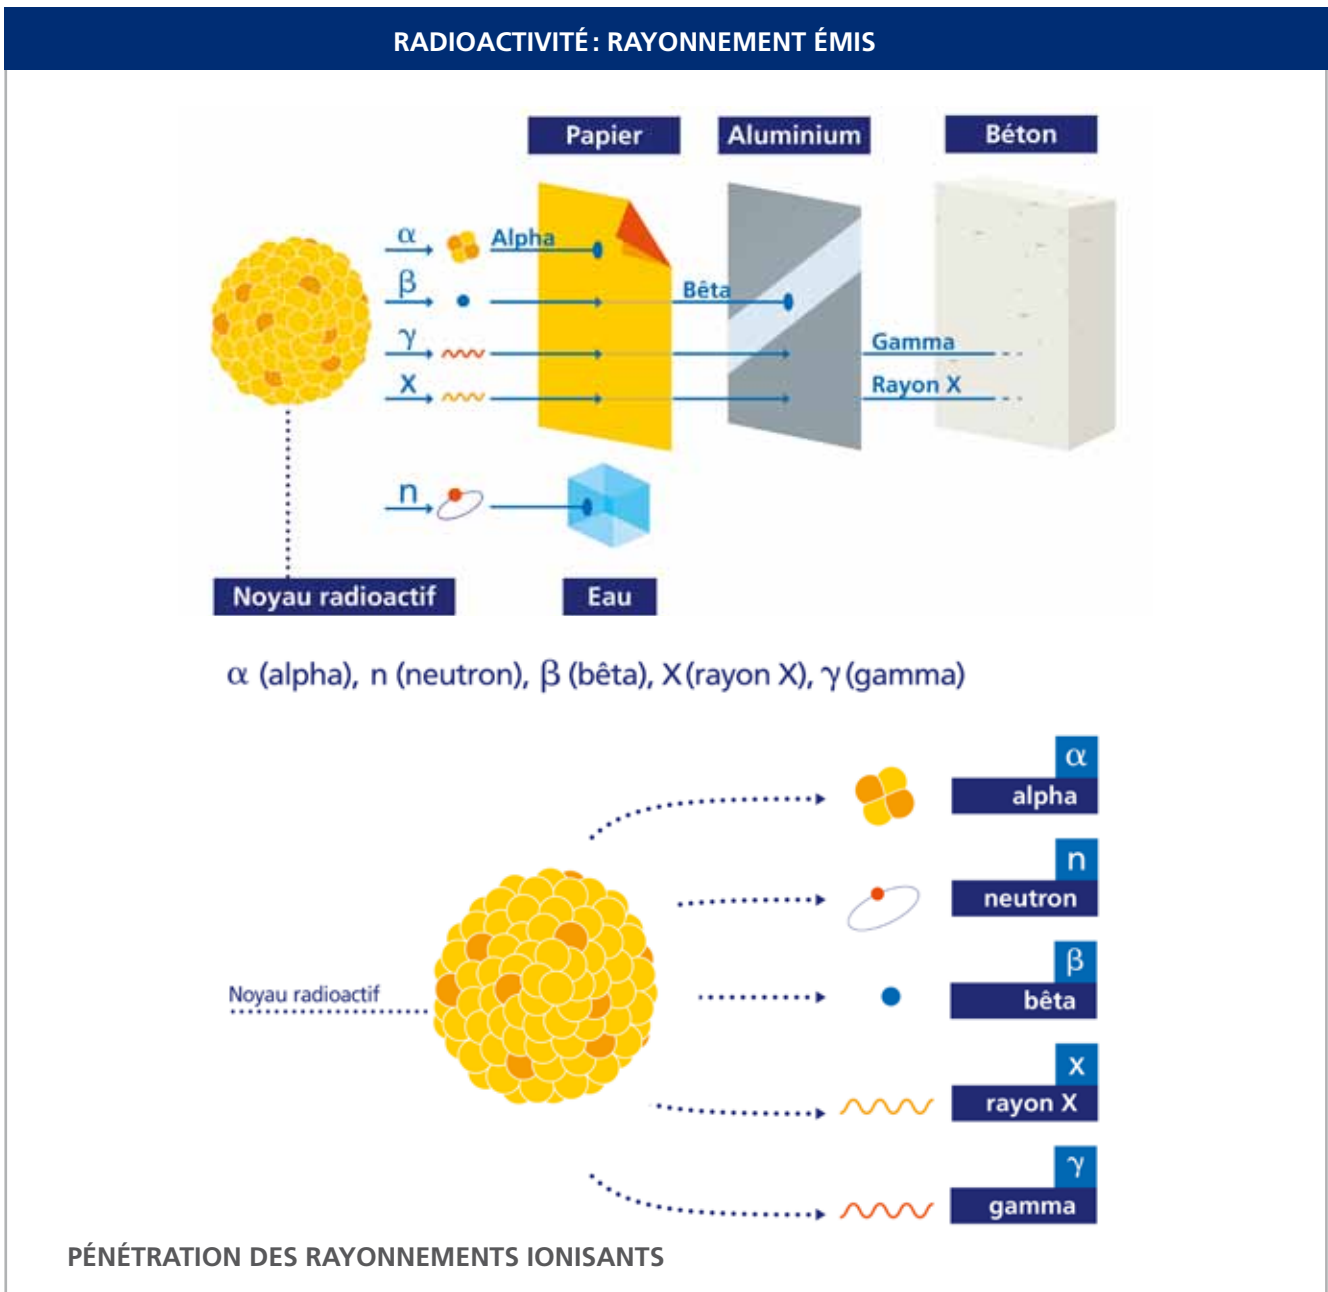 RADIOACTIVITÉ : RAYONNEMENT ÉMIS
Papier
Aluminium
Béton
α
Alpha
β
Bêta
γ
Gamma
X
Rayon X
n
Noyau radioactif
Eau
α (alpha), n (neutron), β (bêta), X (rayon X), γ (gamma)
α
alpha
n
neutron
β
bêta
Noyau radioactif
x
rayon X
γ
gamma
PÉNÉTRATION DES RAYONNEMENTS IONISANTS